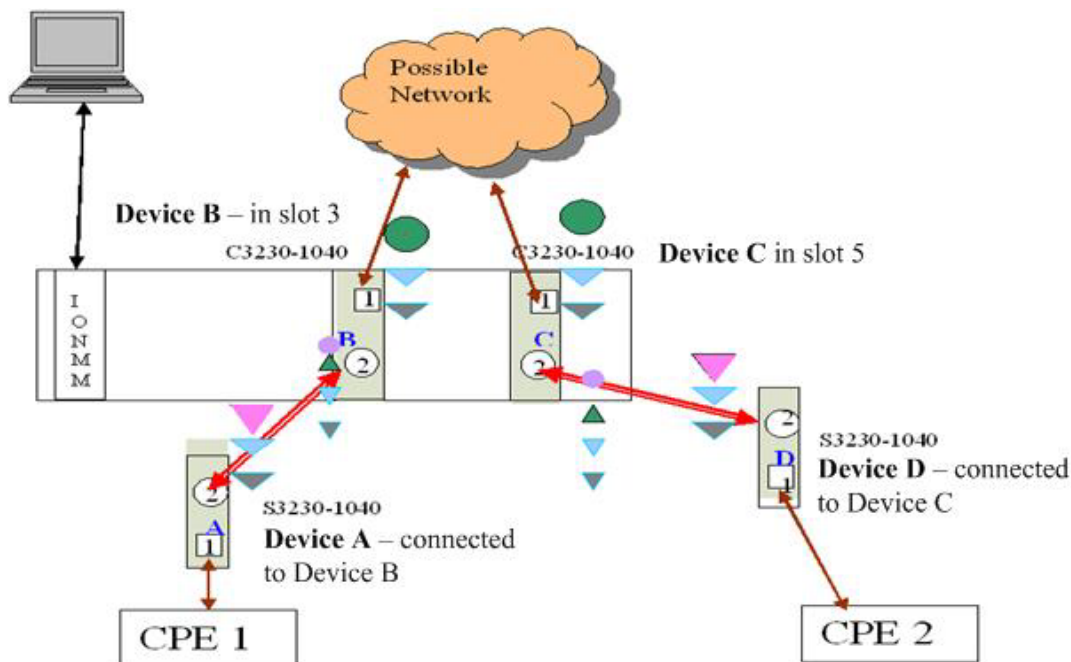 Possible
Network
Device B – in slot 3
C3230-1040
C3230-1040
Device C in slot 5
I
O
N
M
M
1
B
2
1
C
2
2
D
1
S3230-1040
Device D – connected
to Device C
2
A
1
S3230-1040
Device A – connected
to Device B
CPE 1
CPE 2